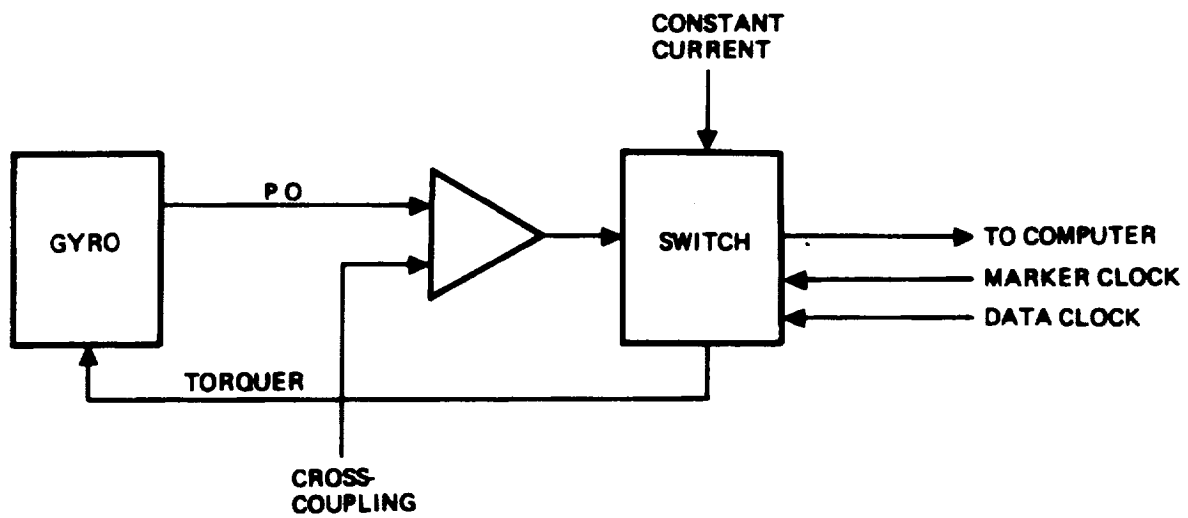 CONSTANT
CURRENT
P O
GYRO
SWITCH
TO COMPUTER
MARKER CLOCK
DATA CLOCK
TORQUER
CROSS-
COUPLING